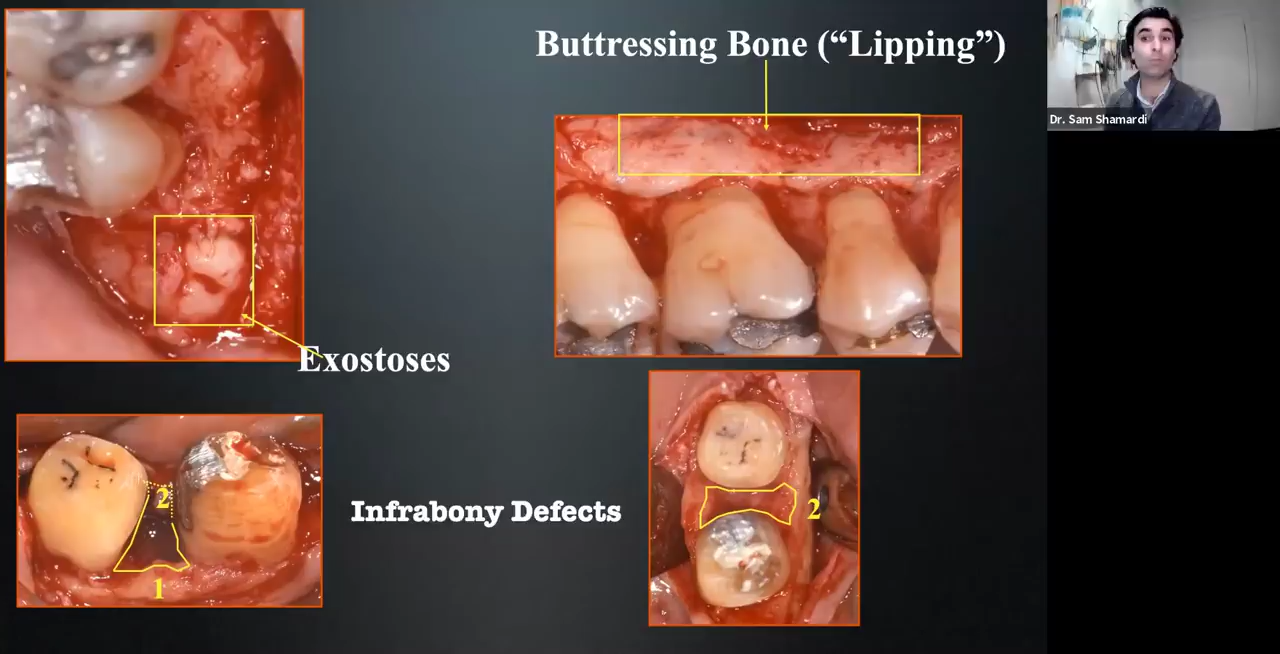 Buttressing Bone (“Lipping”)
Dr. Sam Shamardi
Exostoses
2
Infrabony Defects
2
1